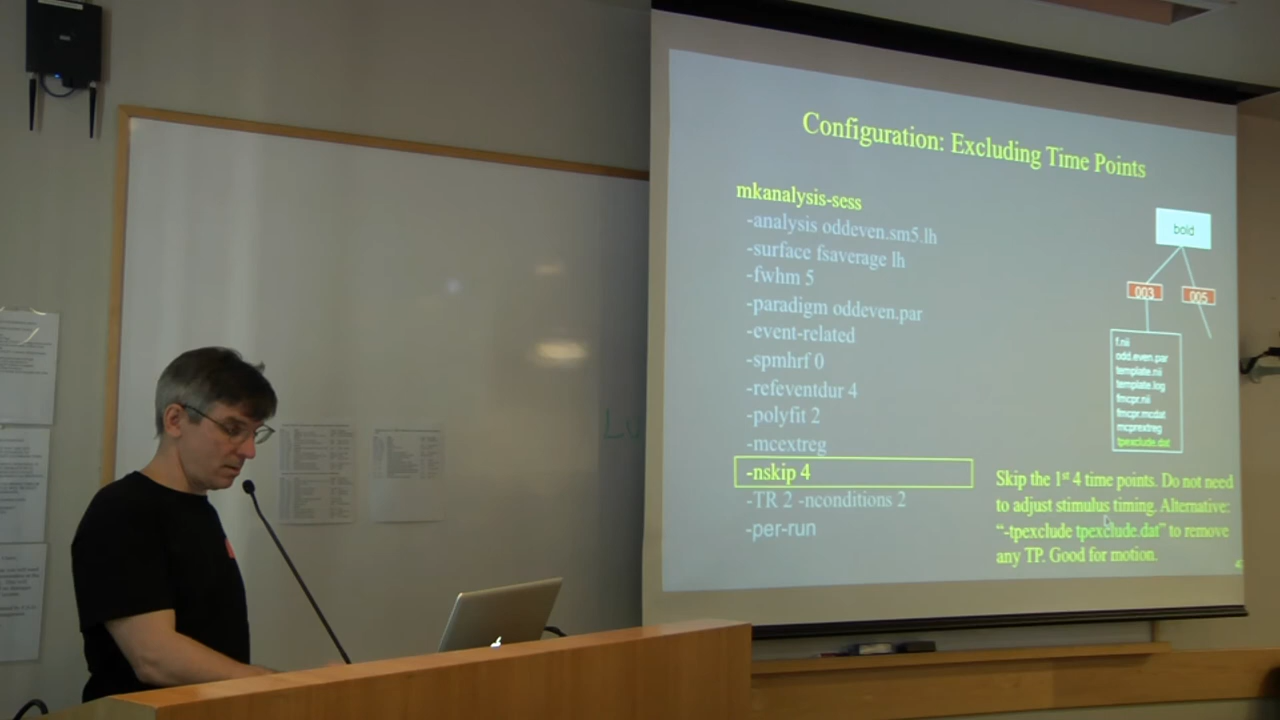 Configuration: Excluding Time Points
mkanalysis-sess
-analysis oddeven.sm5.lh
-surface fsaverage lh
-fwhm 5
-paradigm oddeven.par
-event-related
-spmhrf 0
-refeventdur 4
-polyfit 2
-mcextreg
-nskip 4
-TR 2 -nconditions 2
-per-run
bold
003
005
f.nii
odd.even.par
template.nii
template.log
fmcpr.nii
fmcpr.mcdat
mcprextreg
tpexclude.dat
Skip the 1st 4 time points. Do not need
to adjust stimulus timing. Alternative:
“-tpexclude tpexclude.dat” to remove
any TP. Good for motion.